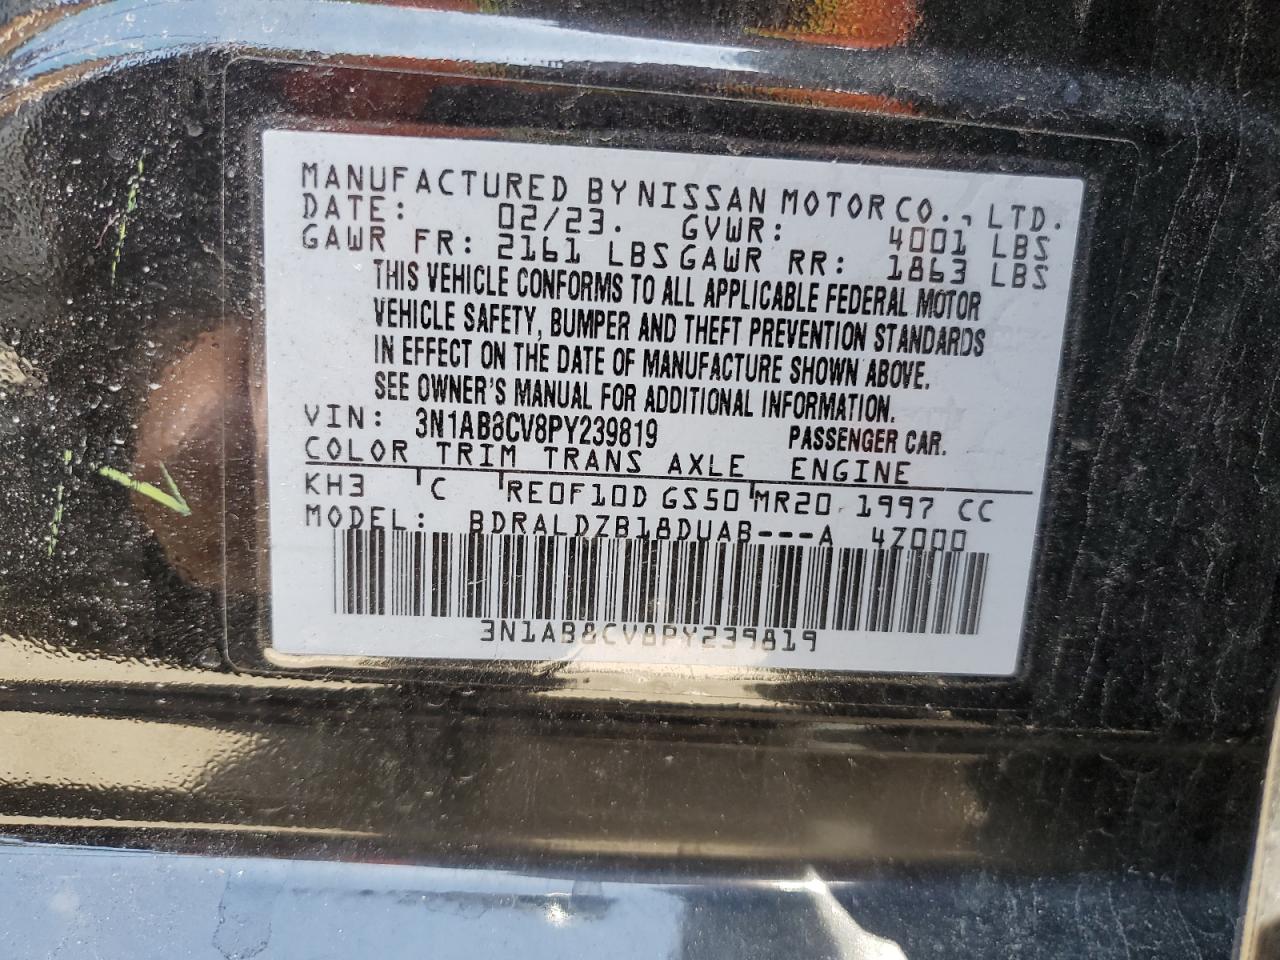 MANUFACTURED BY NISSAN MOTOR CO., LTD.
DATE: 02/23. GVWR: 4001 LBS
GAWR FR: 2161 LBS GAWR RR: 1863 LBS
THIS VEHICLE CONFORMS TO ALL APPLICABLE FEDERAL MOTOR
VEHICLE SAFETY, BUMPER AND THEFT PREVENTION STANDARDS
IN EFFECT ON THE DATE OF MANUFACTURE SHOWN ABOVE.
SEE OWNER'S MANUAL FOR ADDITIONAL INFORMATION.
VIN: 3N1AB8CV8PY239819 PASSENGER CAR.
COLOR TRIM TRANS AXLE ENGINE
KH3 C RE0F10D GS50 MR20 1997 CC
MODEL: BDRALDZB18DUAB---A 4Z000
3N1AB8CV8PY239819